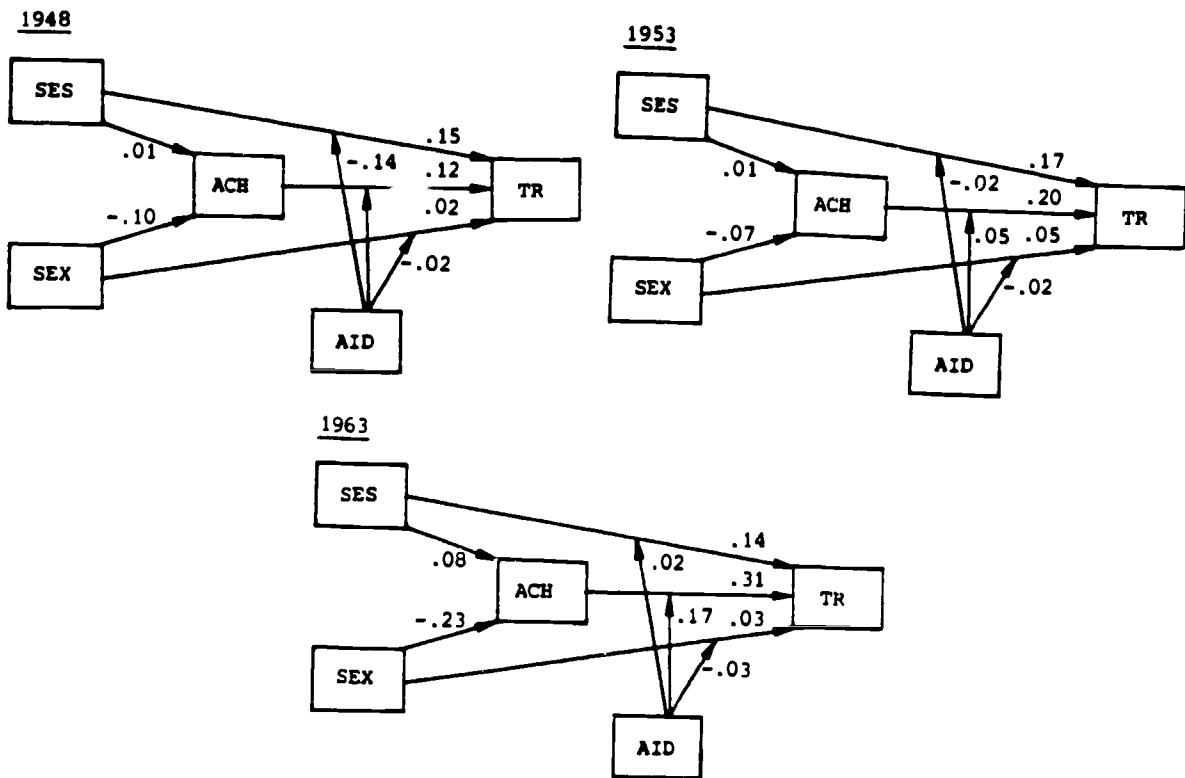 1948
SES
.15
.01
-.14
.12
ACH
TR
-.10
.02
SEX
-.02
AID
1953
SES
.17
.01
-.02
.20
ACH
TR
-.07
.05
.05
SEX
-.02
AID
1963
SES
.14
.08
.02
.31
ACH
TR
-.23
.17
.03
SEX
-.03
AID